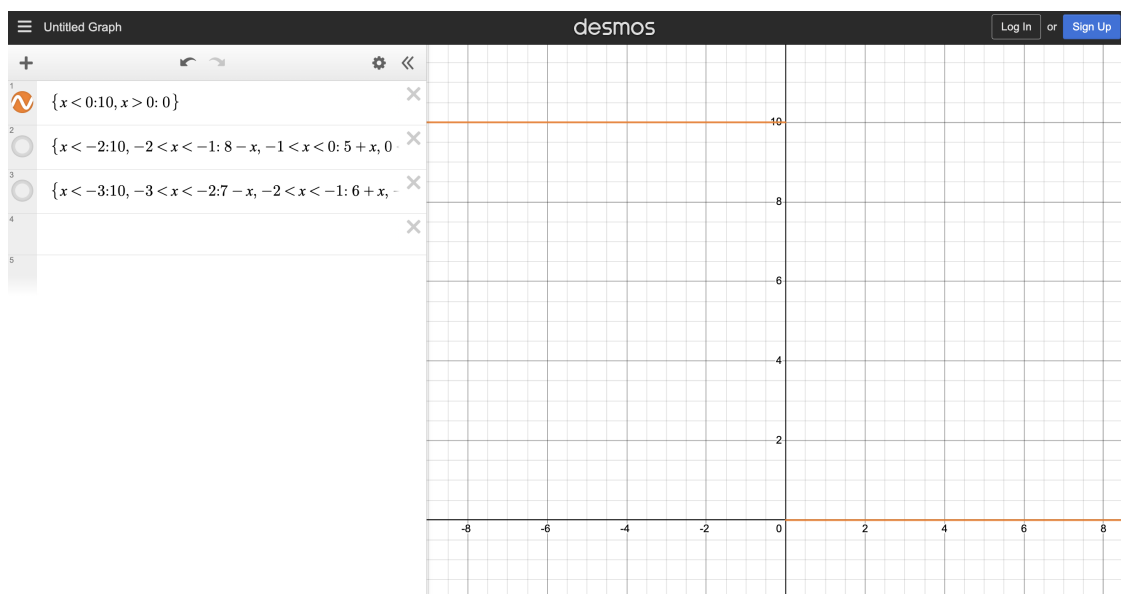 Untitled Graph
desmos
Log In or Sign Up
1
{x<0:10, x>0: 0}
2
{x<−2:10, −2<x<−1: 8−x, −1<x<0: 5+x, 0
3
{x<−3:10, −3<x<−2:7−x, −2<x<−1: 6+x, −
4
5
10
8
6
4
2
-8 -6 -4 -2 0 2 4 6 8